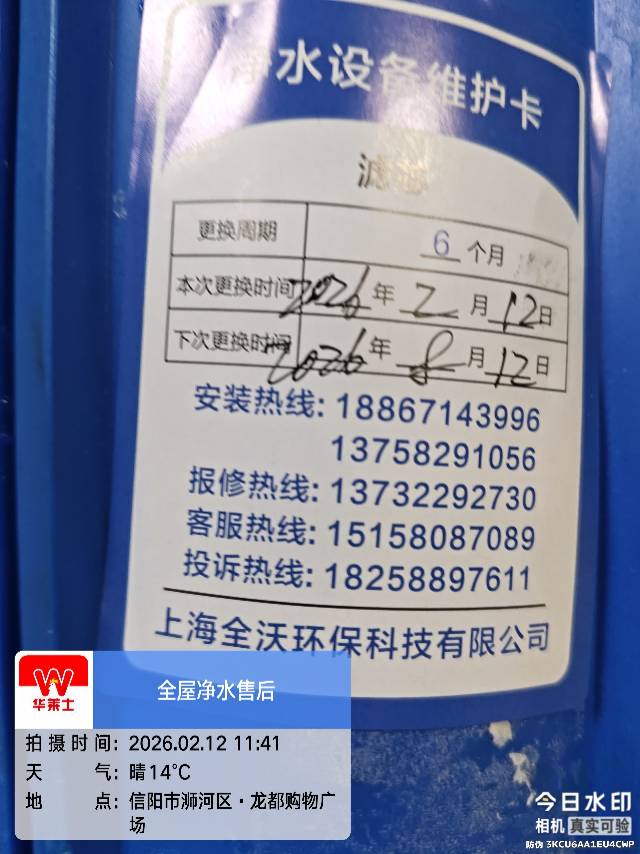 净水设备维护卡
滤芯
更换周期 6 个月
本次更换时间 2026 年 2 月 12 日
下次更换时间 2026 年 8 月 12 日
安装热线: 18867143996
13758291056
报修热线: 13732292730
客服热线: 15158087089
投诉热线: 18258897611
上海全沃环保科技有限公司
华莱士
全屋净水售后
拍摄时间: 2026.02.12 11:41
天气: 晴14℃
地点: 信阳市浉河区·龙都购物广
场
今日水印
相机 真实可验
防伪 3KCU6AA1EU4CWP